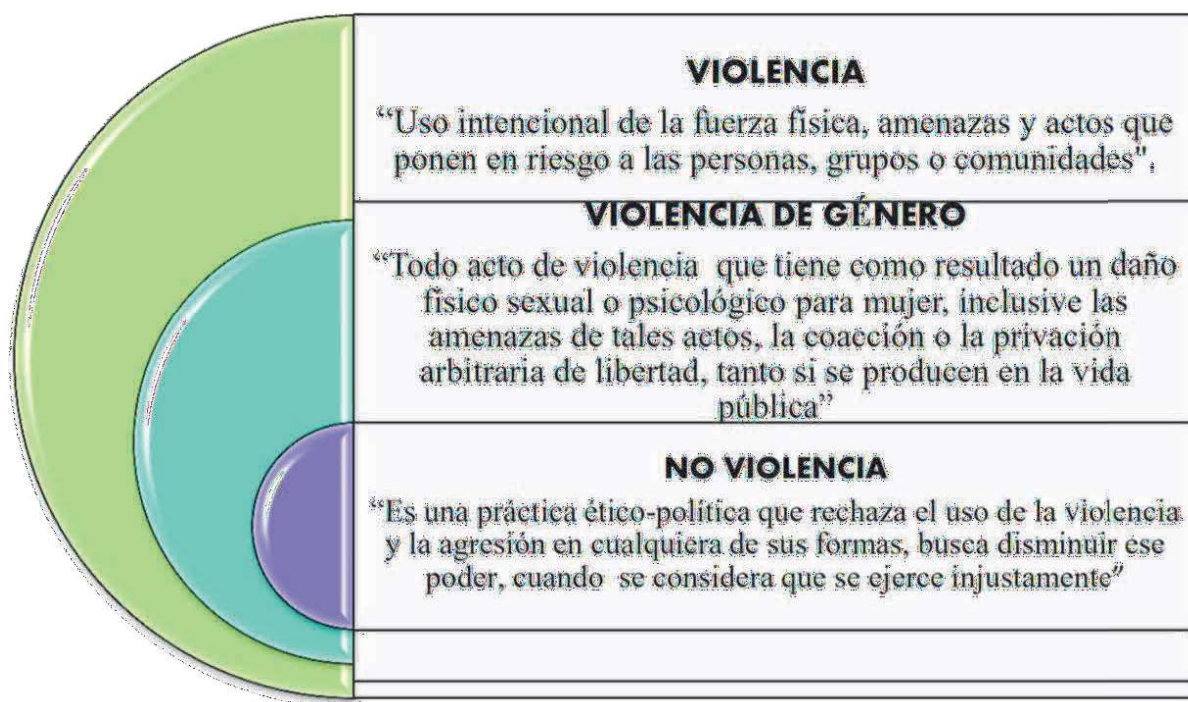 VIOLENCIA
“Uso intencional de la fuerza física, amenazas y actos que
ponen en riesgo a las personas, grupos o comunidades".
VIOLENCIA DE GÉNERO
“Todo acto de violencia que tiene como resultado un daño
físico sexual o psicológico para mujer, inclusive las
amenazas de tales actos, la coacción o la privación
arbitraria de libertad, tanto si se producen en la vida
pública”
NO VIOLENCIA
“Es una práctica ético-política que rechaza el uso de la violencia
y la agresión en cualquiera de sus formas, busca disminuir ese
poder, cuando se considera que se ejerce injustamente”